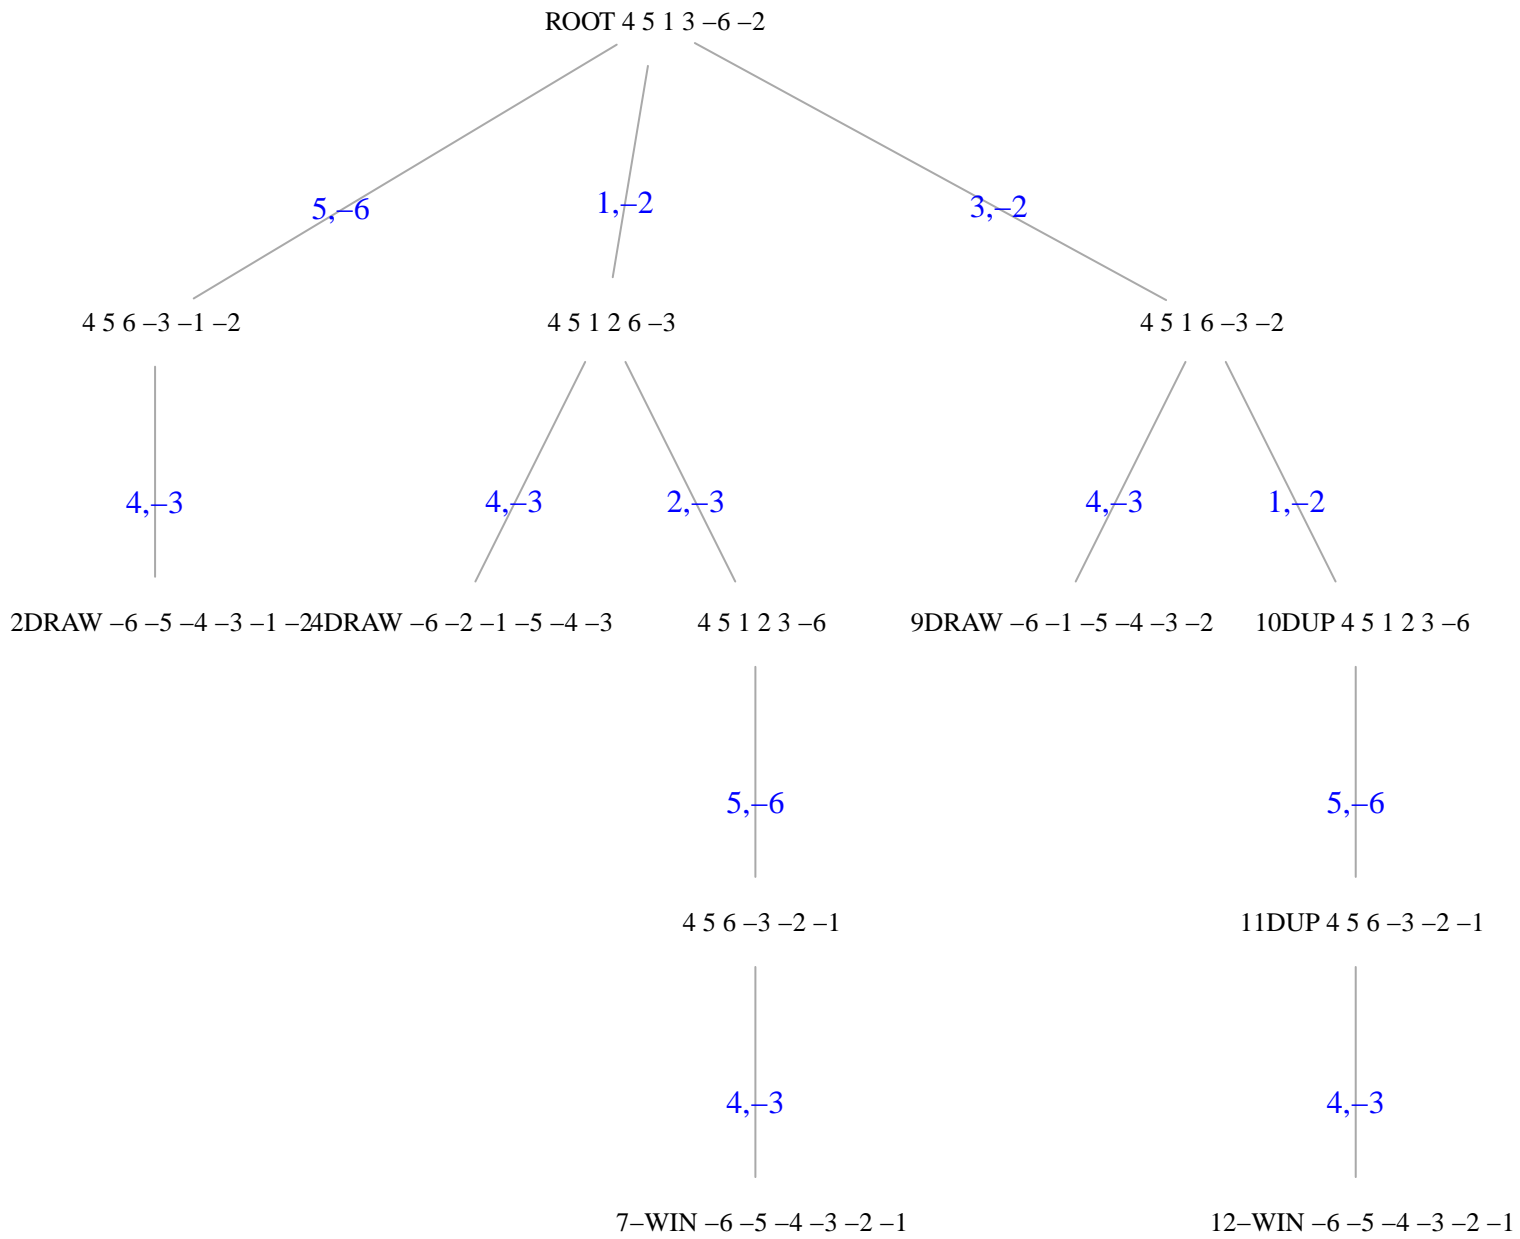 ROOT 4 5 1 3 –6 –2
5,–6
1,–2
3,–2
4 5 6 –3 –1 –2
4 5 1 2 6 –3
4 5 1 6 –3 –2
4,–3
4,–3
2,–3
4,–3
1,–2
2DRAW –6 –5 –4 –3 –1 –2
4DRAW –6 –2 –1 –5 –4 –3
4 5 1 2 3 –6
9DRAW –6 –1 –5 –4 –3 –2
10DUP 4 5 1 2 3 –6
5,–6
5,–6
4 5 6 –3 –2 –1
11DUP 4 5 6 –3 –2 –1
4,–3
4,–3
7–WIN –6 –5 –4 –3 –2 –1
12–WIN –6 –5 –4 –3 –2 –1